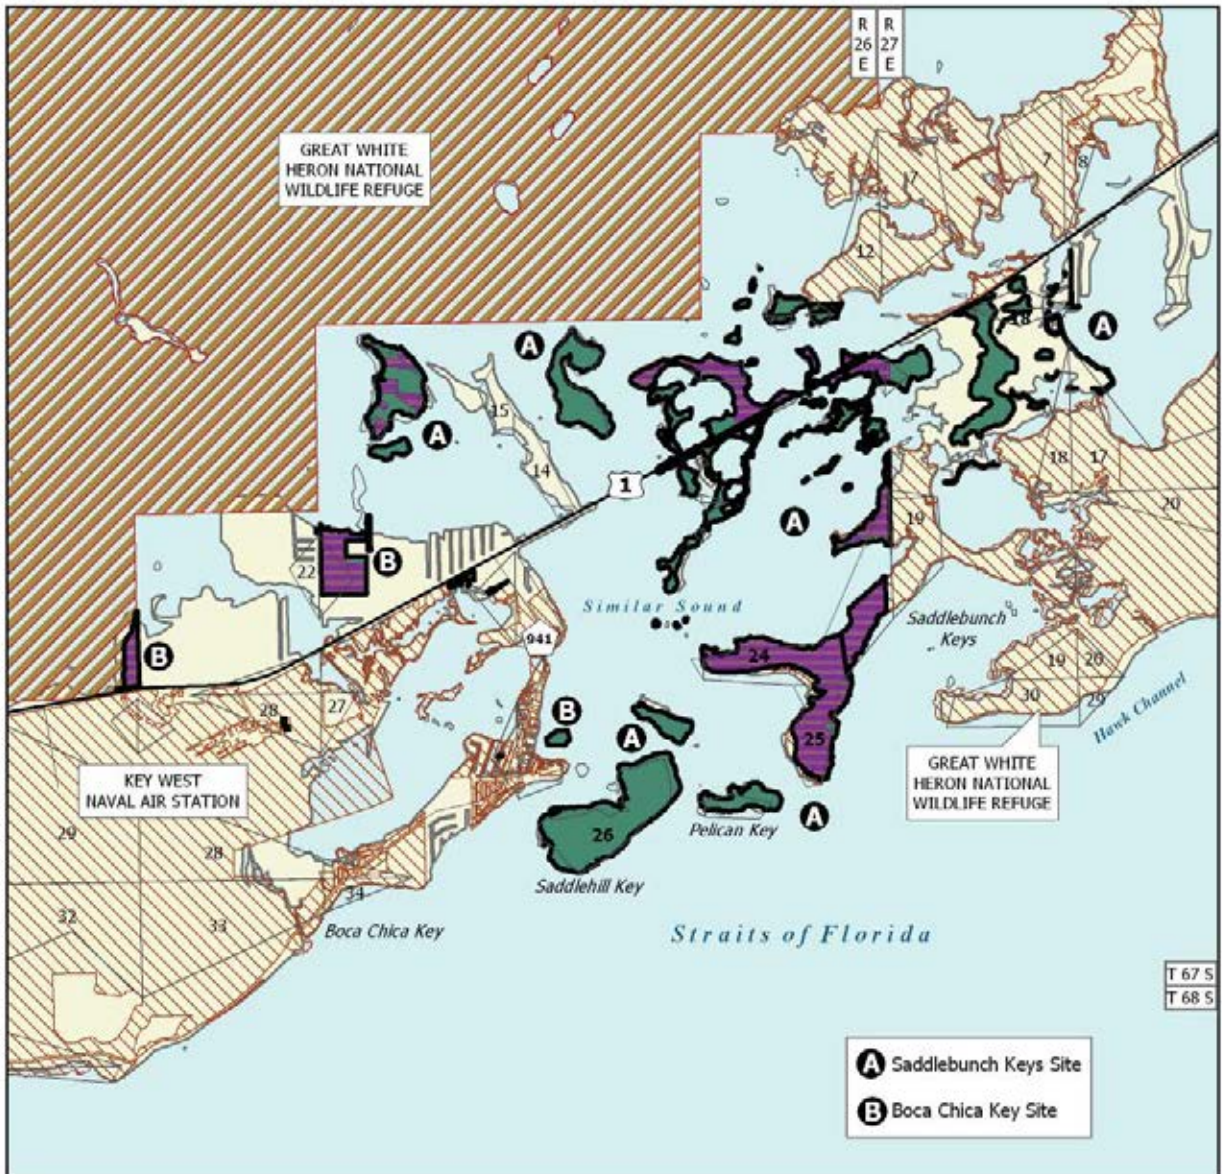 R
26
E
R
27
E
GREAT WHITE
HERON NATIONAL
WILDLIFE REFUGE
7
7
8
12
18
A
A
15
A
14
1
18
17
20
A
19
22
B
Similar Sound
Saddlebunch
Keys
941
B
24
19
20
30
29
28
27
B
A
25
Hawk Channel
KEY WEST
NAVAL AIR STATION
GREAT WHITE
HERON NATIONAL
WILDLIFE REFUGE
29
28
26
Pelican Key
A
Saddlehill Key
34
32
33
Boca Chica Key
Straits of Florida
T 67 S
T 68 S
A Saddlebunch Keys Site
B Boca Chica Key Site